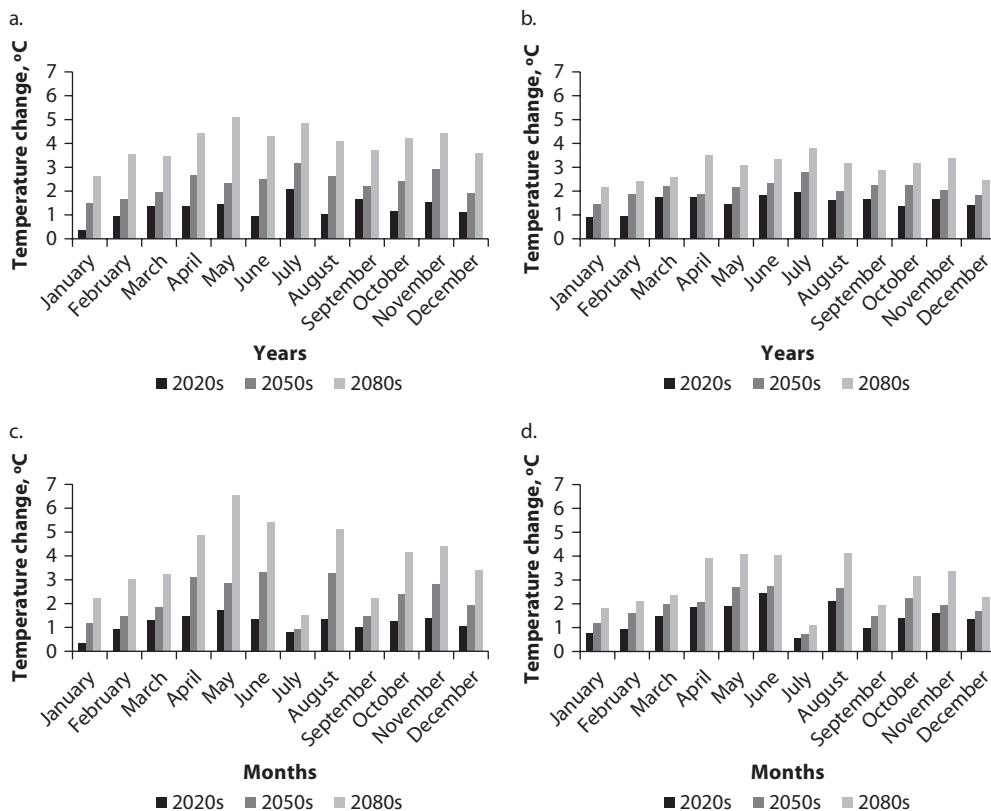 a.
Temperature change, ºC
7
6
5
4
3
2
1
0
January
February
March
April
May
June
July
August
September
October
November
December
Years
2020s 2050s 2080s
b.
Temperature change, ºC
7
6
5
4
3
2
1
0
January
February
March
April
May
June
July
August
September
October
November
December
Years
2020s 2050s 2080s
c.
Temperature change, ºC
7
6
5
4
3
2
1
0
January
February
March
April
May
June
July
August
September
October
November
December
Months
2020s 2050s 2080s
d.
Temperature change, ºC
7
6
5
4
3
2
1
0
January
February
March
April
May
June
July
August
September
October
November
December
Months
2020s 2050s 2080s